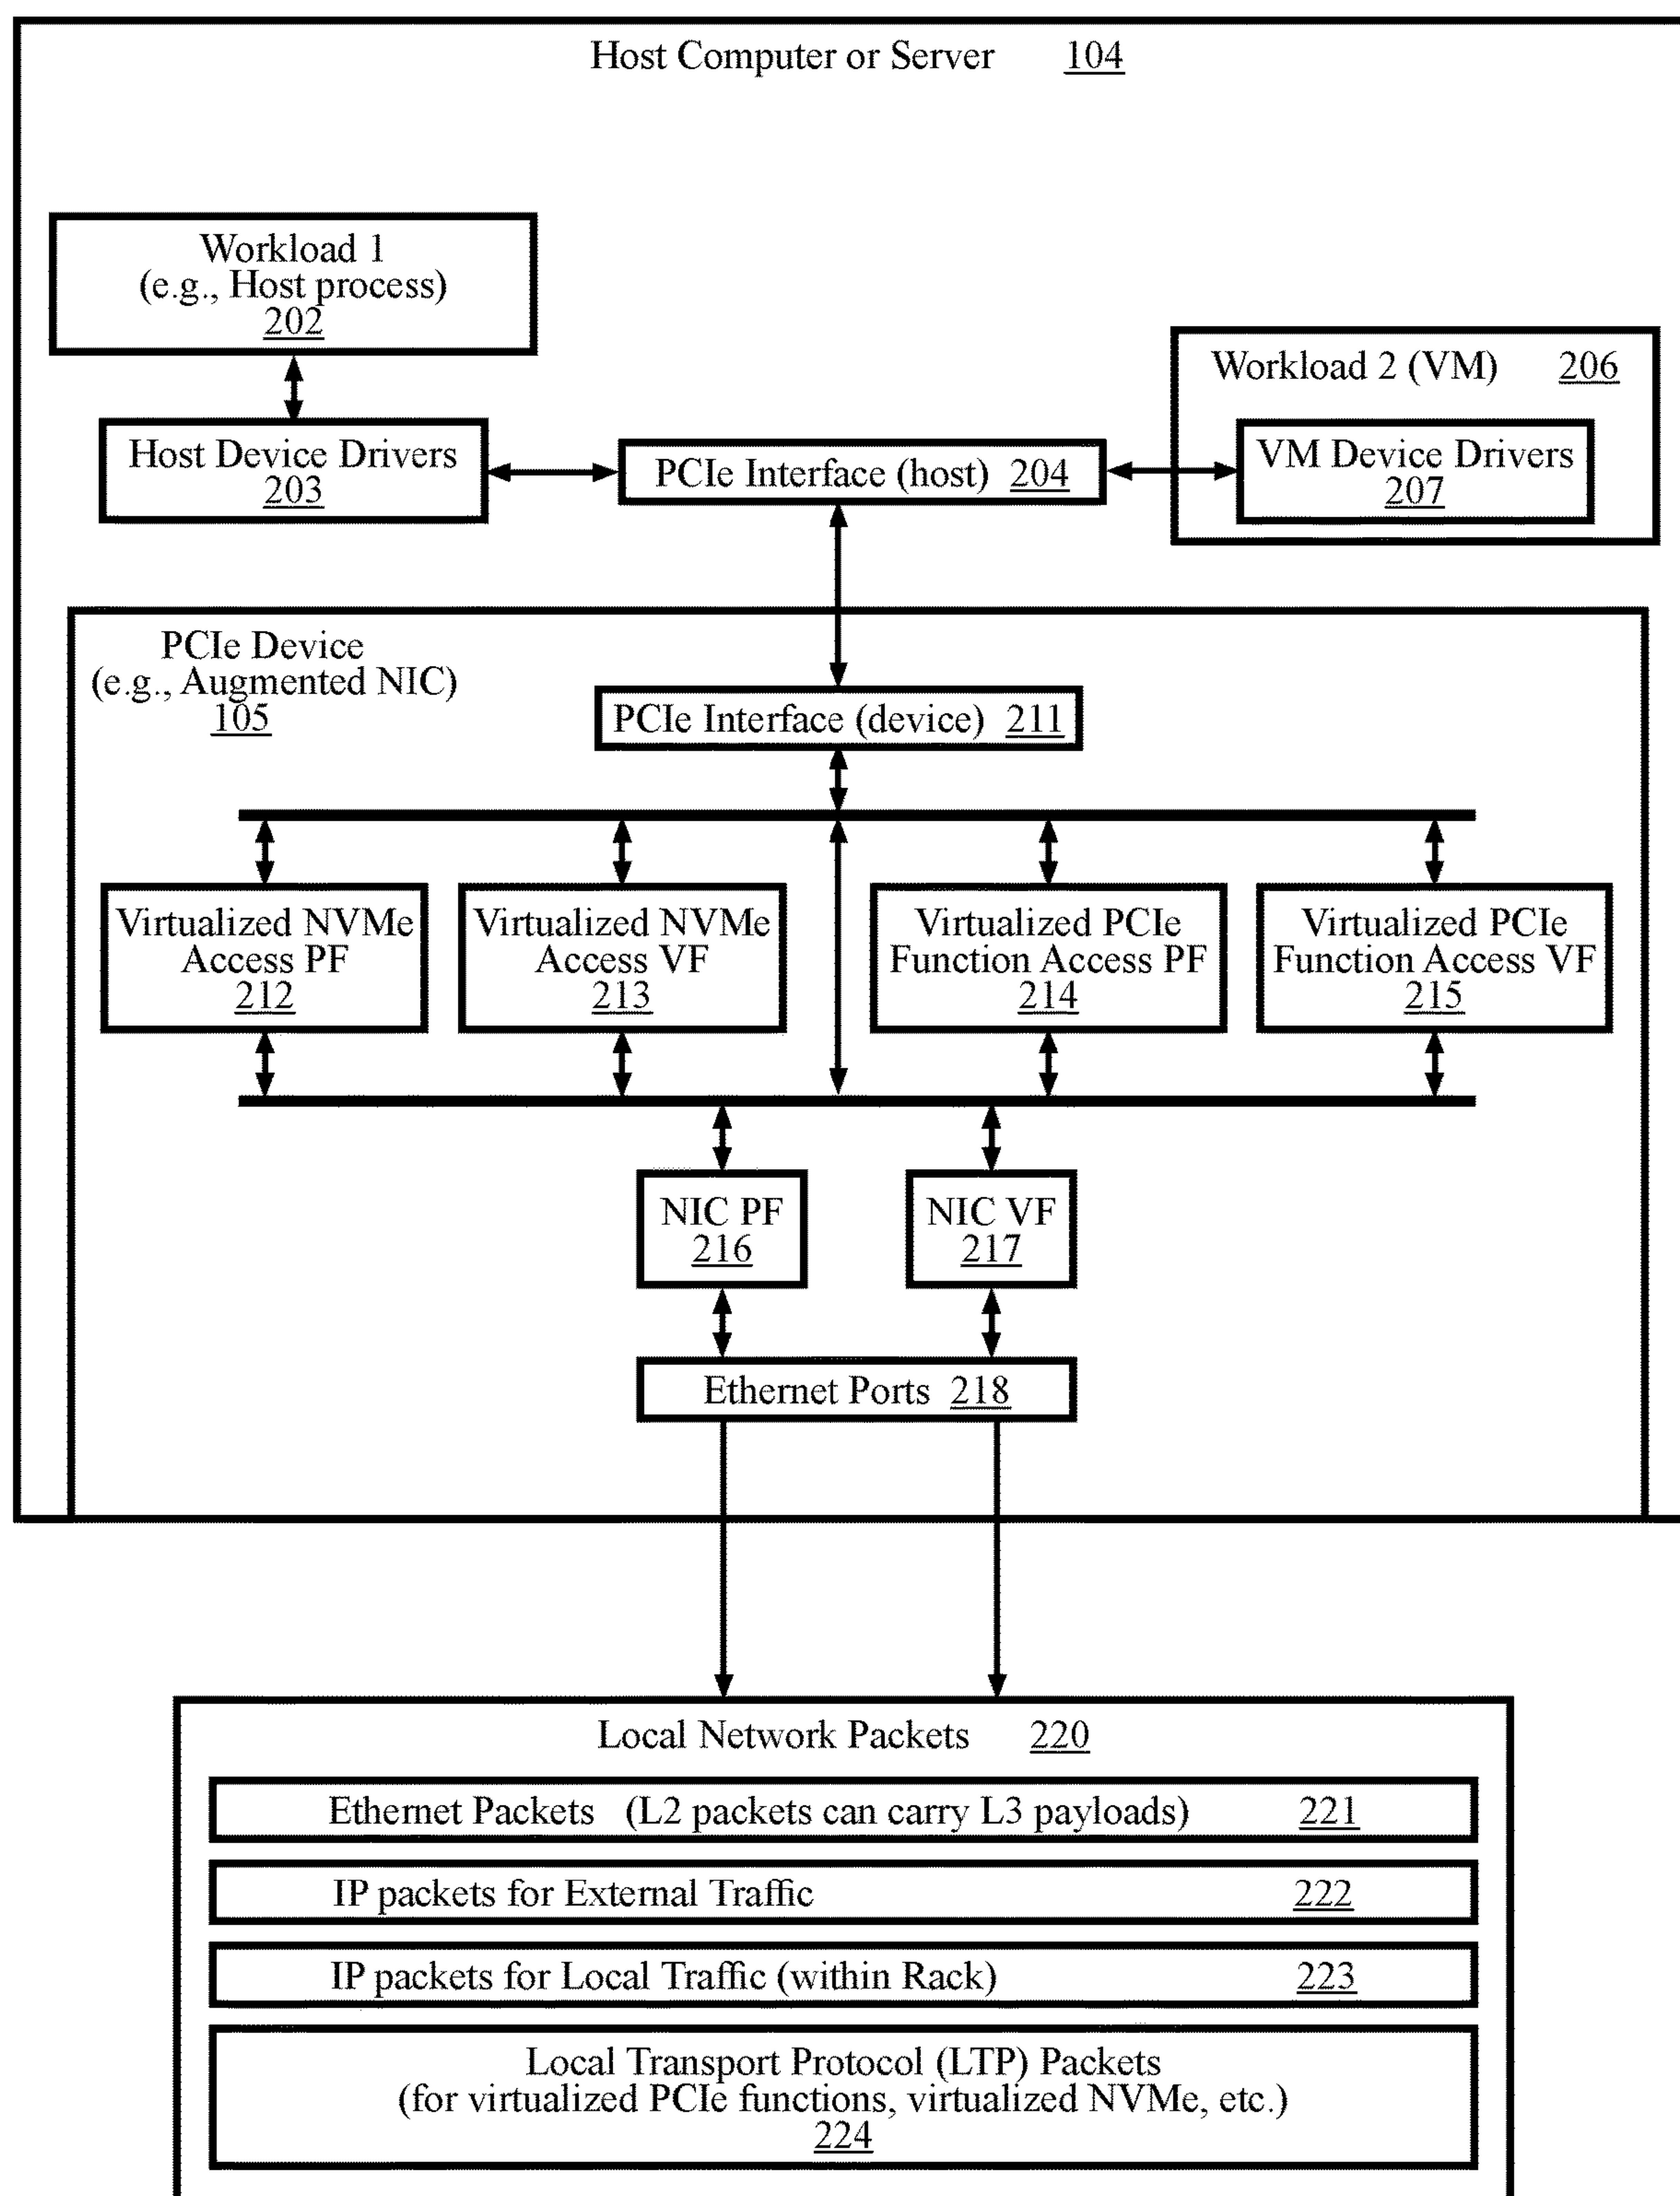 Host Computer or Server 104
Workload 1
(e.g., Host process)
202
Workload 2 (VM) 206
Host Device Drivers
203
PCIe Interface (host) 204
VM Device Drivers
207
PCIe Device
(e.g., Augmented NIC)
105
PCIe Interface (device) 211
Virtualized NVMe
Access PF
212
Virtualized NVMe
Access VF
213
Virtualized PCIe
Function Access PF
214
Virtualized PCIe
Function Access VF
215
NIC PF
216
NIC VF
217
Ethernet Ports 218
Local Network Packets 220
Ethernet Packets (L2 packets can carry L3 payloads) 221
IP packets for External Traffic 222
IP packets for Local Traffic (within Rack) 223
Local Transport Protocol (LTP) Packets
(for virtualized PCIe functions, virtualized NVMe, etc.)
224